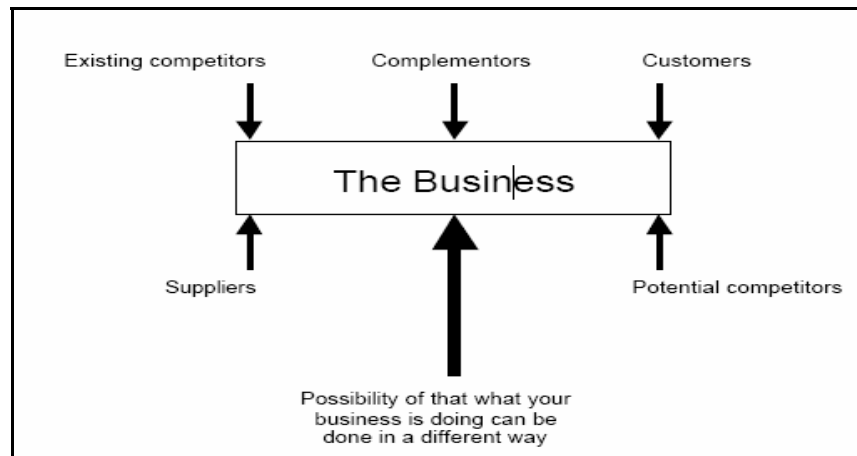 Existing competitors
Complementors
Customers
The Business
Suppliers
Potential competitors
Possibility of that what your
business is doing can be
done in a different way